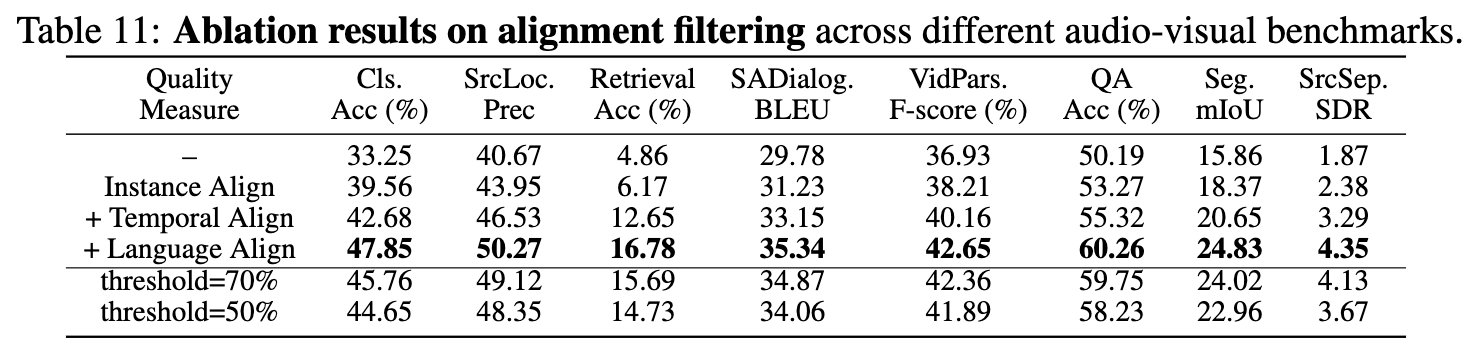 Table 11: Ablation results on alignment filtering across different audio-visual benchmarks.
Quality Cls. SrcLoc. Retrieval SADialog. VidPars. QA Seg. SrcSep.
Measure Acc (%) Prec Acc (%) BLEU F-score (%) Acc (%) mIoU SDR
– 33.25 40.67 4.86 29.78 36.93 50.19 15.86 1.87
Instance Align 39.56 43.95 6.17 31.23 38.21 53.27 18.37 2.38
+ Temporal Align 42.68 46.53 12.65 33.15 40.16 55.32 20.65 3.29
+ Language Align 47.85 50.27 16.78 35.34 42.65 60.26 24.83 4.35
threshold=70% 45.76 49.12 15.69 34.87 42.36 59.75 24.02 4.13
threshold=50% 44.65 48.35 14.73 34.06 41.89 58.23 22.96 3.67